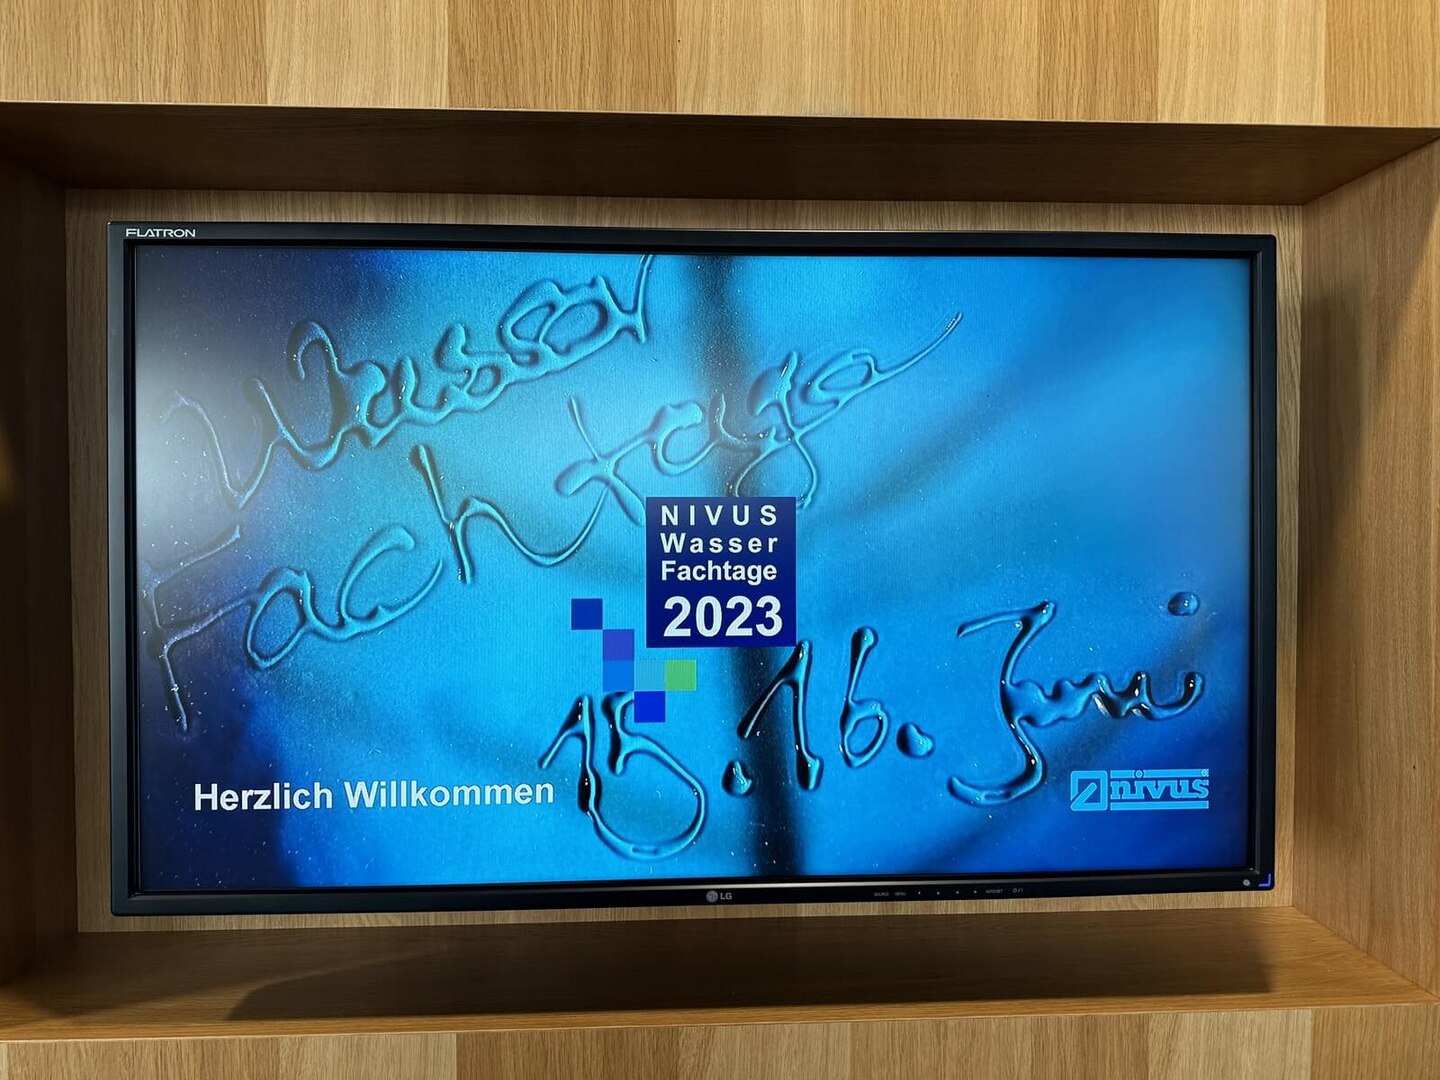 FLATRON
Wasser
Fachtage
NIVUS
Wasser
Fachtage
2023
15.16. Juni
Herzlich Willkommen
nivus
LG